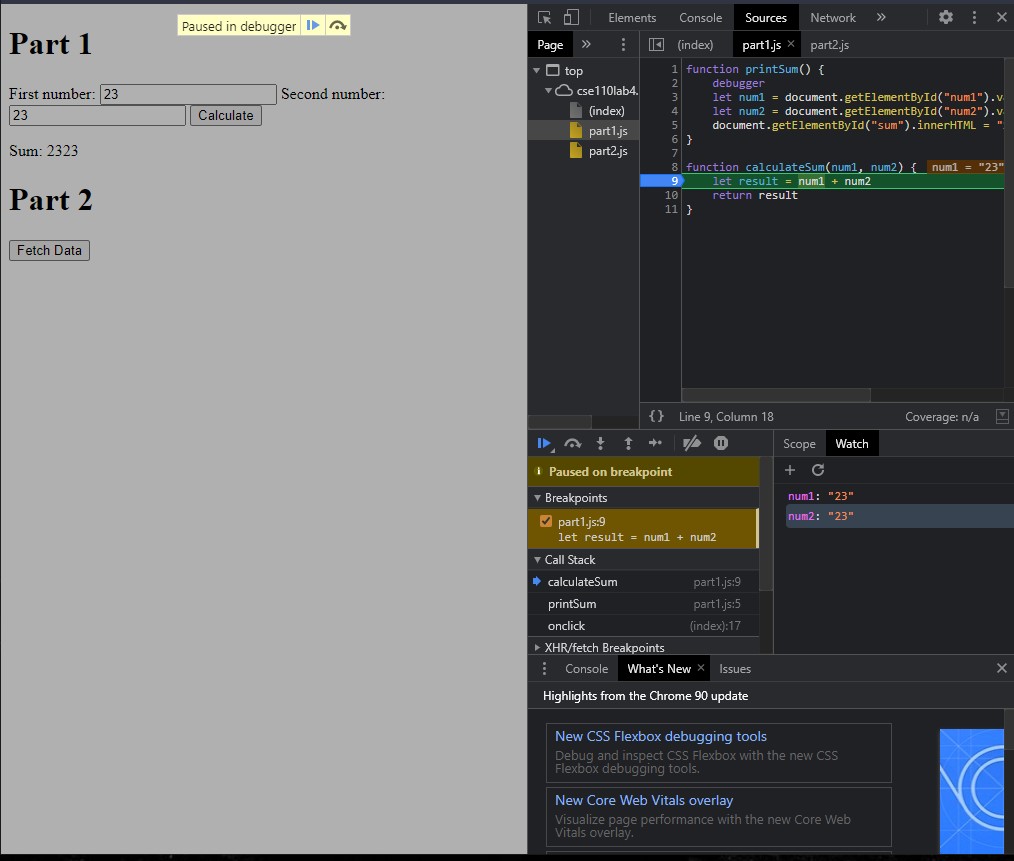 Paused in debugger
Part 1
First number: 23 Second number:
23 Calculate
Sum: 2323
Part 2
Fetch Data
Elements Console Sources Network »
Page » (index) part1.js × part2.js
top
cse110lab4.
(index)
part1.js
part2.js
1 function printSum() {
2 debugger
3 let num1 = document.getElementById("num1").v
4 let num2 = document.getElementById("num2").v
5 document.getElementById("sum").innerHTML = "
6 }
7
8 function calculateSum(num1, num2) { num1 = "23"
9 let result = num1 + num2
10 return result
11 }
{} Line 9, Column 18 Coverage: n/a
Scope Watch
Paused on breakpoint
Breakpoints
part1.js:9
let result = num1 + num2
Call Stack
calculateSum part1.js:9
printSum part1.js:5
onclick (index):17
XHR/fetch Breakpoints
num1: "23"
num2: "23"
Console What's New × Issues
Highlights from the Chrome 90 update
New CSS Flexbox debugging tools
Debug and inspect CSS Flexbox with the new CSS
Flexbox debugging tools.
New Core Web Vitals overlay
Visualize page performance with the new Core Web
Vitals overlay.